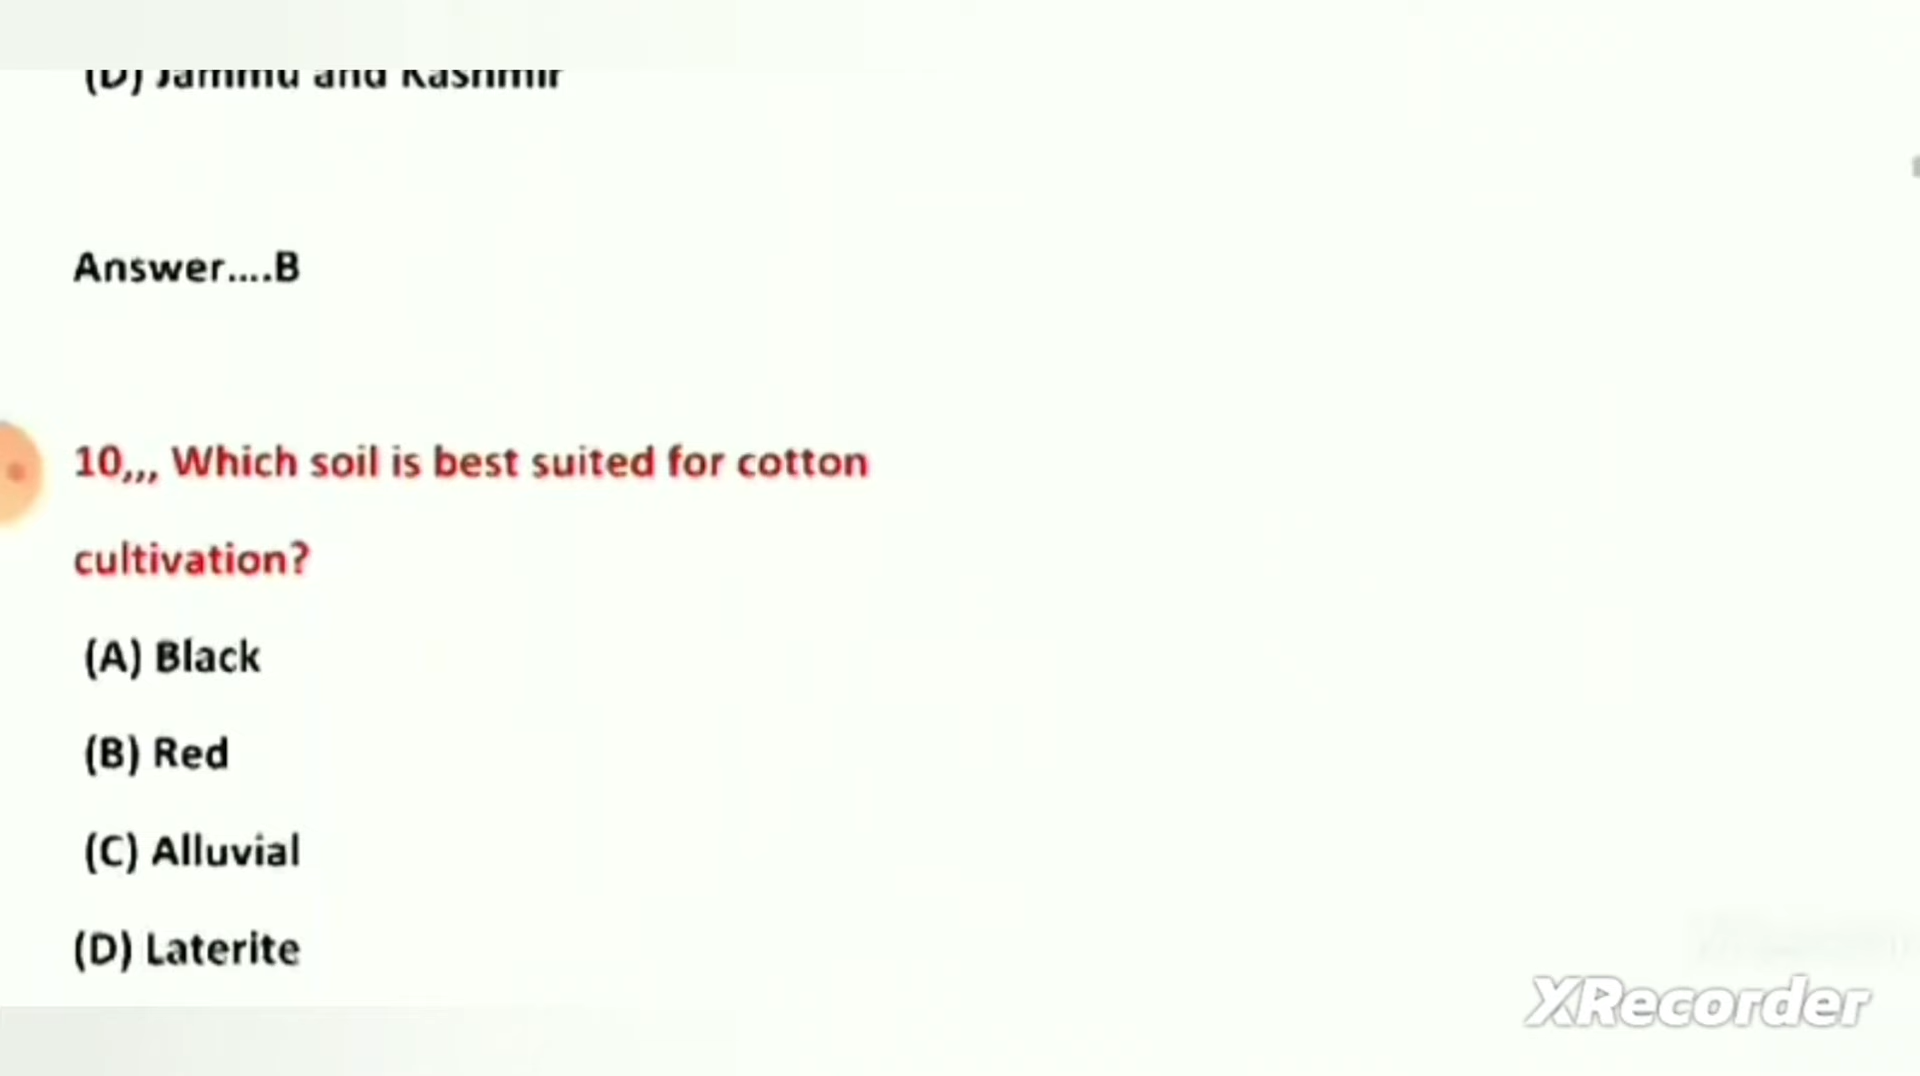 (D) Jammu and Kashmir
Answer....B
10,,, Which soil is best suited for cotton
cultivation?
(A) Black
(B) Red
(C) Alluvial
(D) Laterite
XRecorder